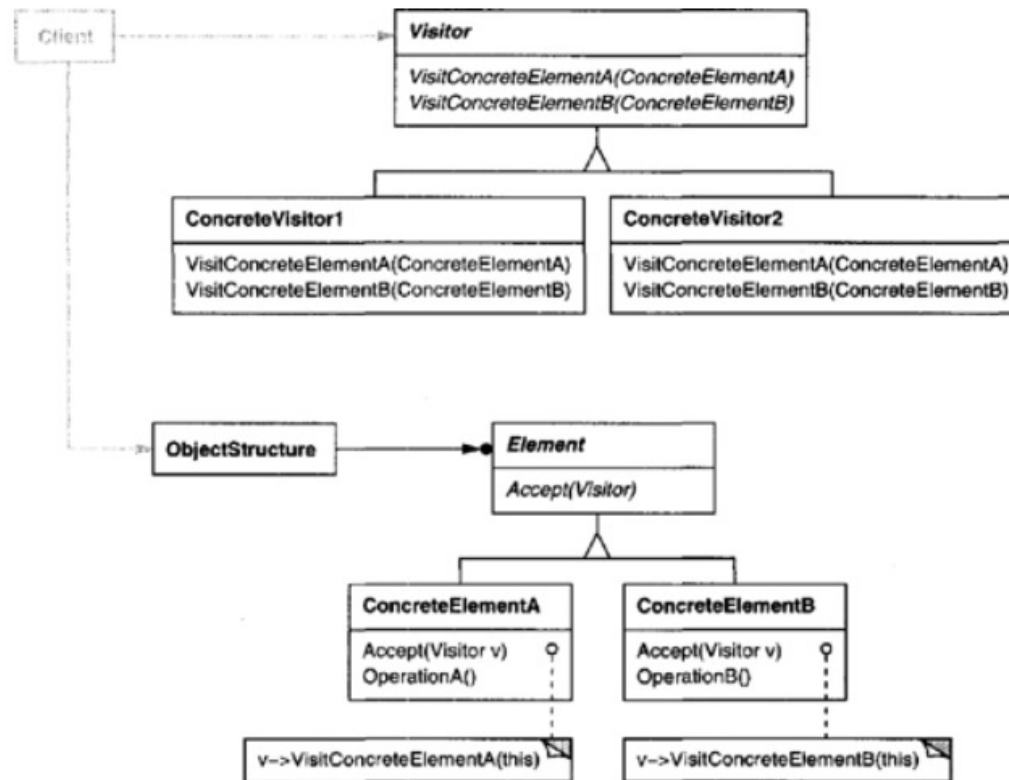 Client
Visitor
VisitConcreteElementA(ConcreteElementA)
VisitConcreteElementB(ConcreteElementB)
ConcreteVisitor1
VisitConcreteElementA(ConcreteElementA)
VisitConcreteElementB(ConcreteElementB)
ConcreteVisitor2
VisitConcreteElementA(ConcreteElementA)
VisitConcreteElementB(ConcreteElementB)
ObjectStructure
Element
Accept(Visitor)
ConcreteElementA
Accept(Visitor v)
OperationA()
ConcreteElementB
Accept(Visitor v)
OperationB()
v->VisitConcreteElementA(this)
v->VisitConcreteElementB(this)